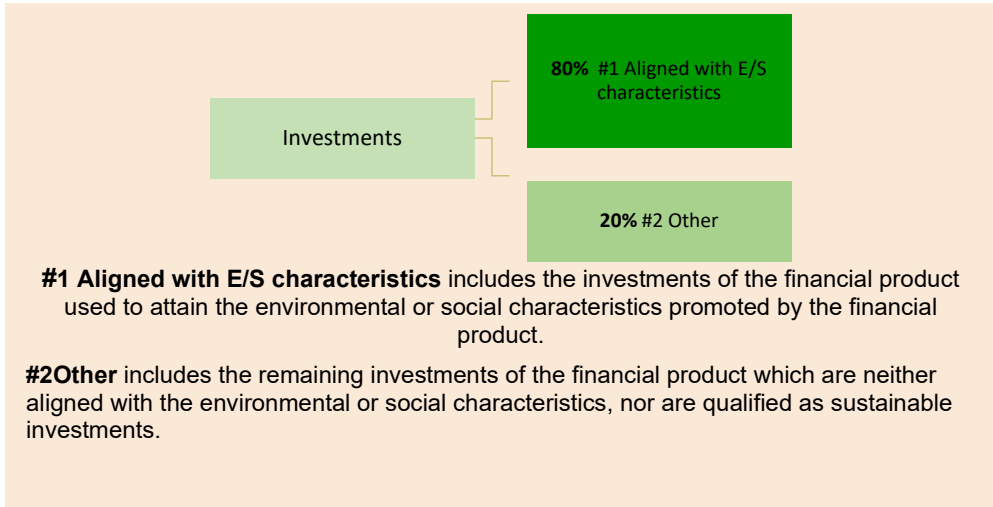 80% #1 Aligned with E/S
characteristics
Investments
20% #2 Other
#1 Aligned with E/S characteristics includes the investments of the financial product
used to attain the environmental or social characteristics promoted by the financial
product.
#2Other includes the remaining investments of the financial product which are neither
aligned with the environmental or social characteristics, nor are qualified as sustainable
investments.